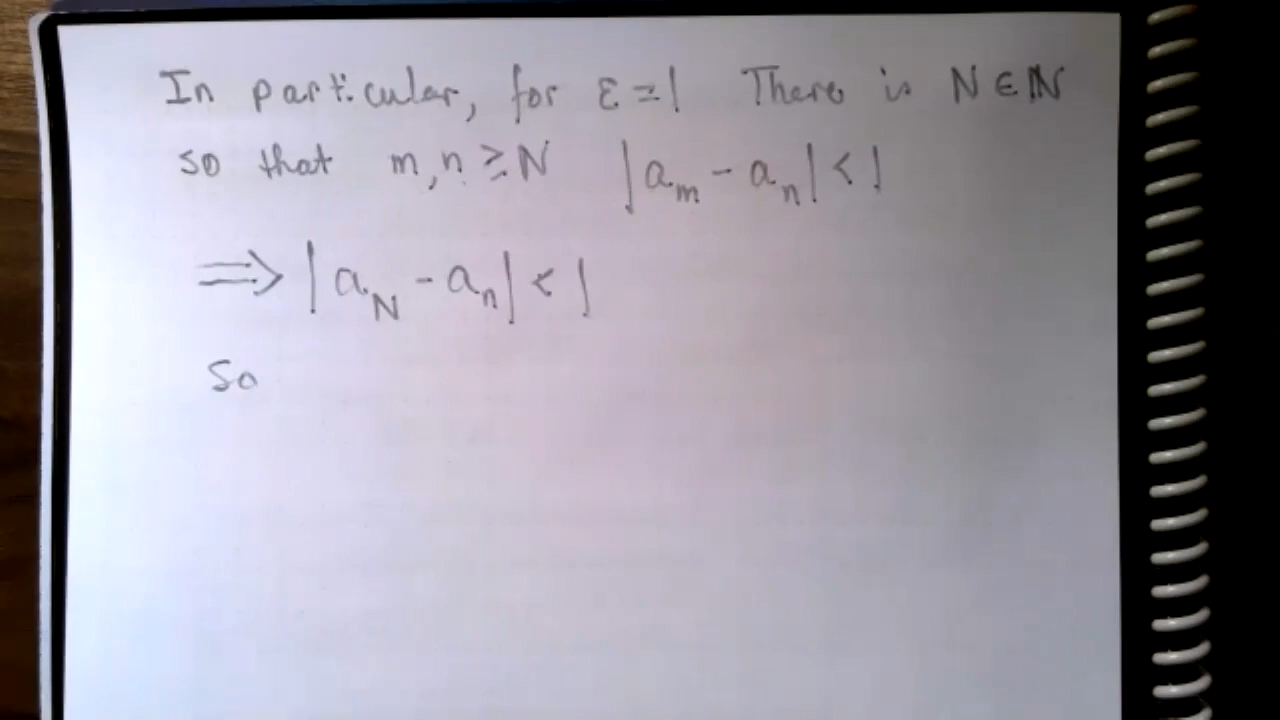 In particular, for ε = 1 There is N ∈ ℕ
so that m, n ≥ N |a_m - a_n| < 1
⟹ |a_N - a_n| < 1
So